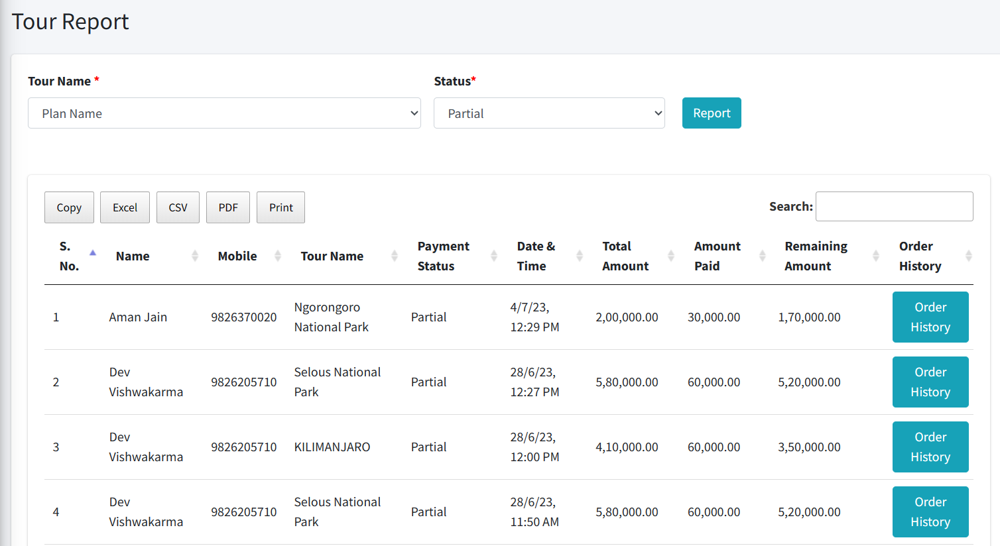 Tour Report
Tour Name *
Status*
Plan Name
Partial
Report
Copy
Excel
CSV
PDF
Print
Search:
S. No.
Name
Mobile
Tour Name
Payment Status
Date & Time
Total Amount
Amount Paid
Remaining Amount
Order History
1
Aman Jain
9826370020
Ngorongoro
National Park
Partial
4/7/23,
12:29 PM
2,00,000.00
30,000.00
1,70,000.00
Order
History
2
Dev
Vishwakarma
9826205710
Selous National
Park
Partial
28/6/23,
12:27 PM
5,80,000.00
60,000.00
5,20,000.00
Order
History
3
Dev
Vishwakarma
9826205710
KILIMANJARO
Partial
28/6/23,
12:00 PM
4,10,000.00
60,000.00
3,50,000.00
Order
History
4
Dev
Vishwakarma
9826205710
Selous National
Park
Partial
28/6/23,
11:50 AM
5,80,000.00
60,000.00
5,20,000.00
Order
History